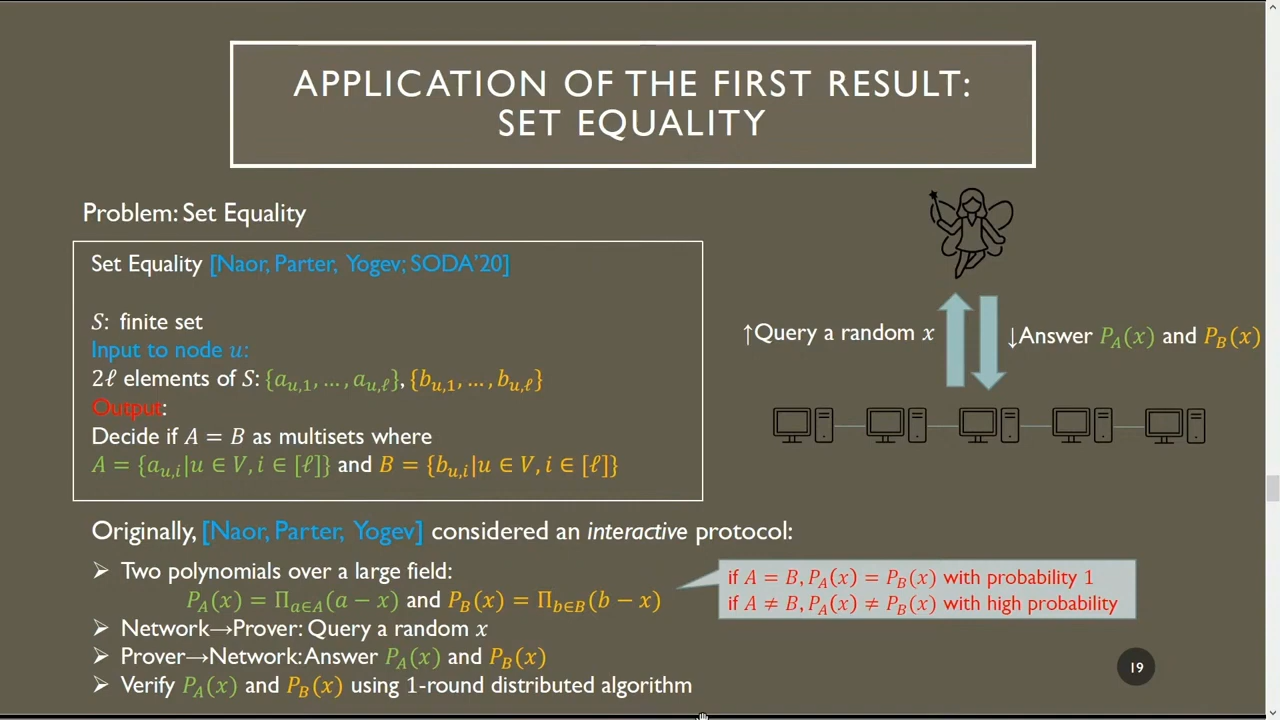 APPLICATION OF THE FIRST RESULT:
SET EQUALITY
Problem: Set Equality
Set Equality [Naor, Parter, Yogev; SODA'20]
S: finite set
Input to node u:
2ℓ elements of S: {a_{u,1}, …, a_{u,ℓ}}, {b_{u,1}, …, b_{u,ℓ}}
Output:
Decide if A = B as multisets where
A = {a_{u,i}|u ∈ V, i ∈ [ℓ]} and B = {b_{u,i}|u ∈ V, i ∈ [ℓ]}
↑Query a random x
↓Answer P_A(x) and P_B(x)
Originally, [Naor, Parter, Yogev] considered an interactive protocol:
➢ Two polynomials over a large field:
P_A(x) = Π_{a∈A}(a − x) and P_B(x) = Π_{b∈B}(b − x)
➢ Network→Prover: Query a random x
➢ Prover→Network: Answer P_A(x) and P_B(x)
➢ Verify P_A(x) and P_B(x) using 1-round distributed algorithm
if A = B, P_A(x) = P_B(x) with probability 1
if A ≠ B, P_A(x) ≠ P_B(x) with high probability
19